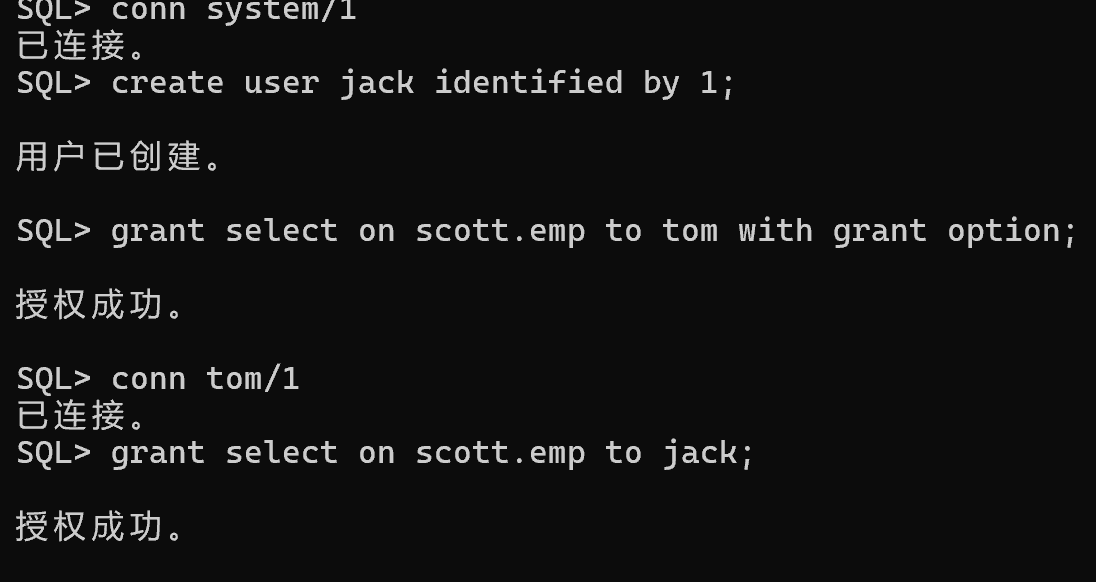 SQL> conn system/1
已连接。
SQL> create user jack identified by 1;
用户已创建。
SQL> grant select on scott.emp to tom with grant option;
授权成功。
SQL> conn tom/1
已连接。
SQL> grant select on scott.emp to jack;
授权成功。